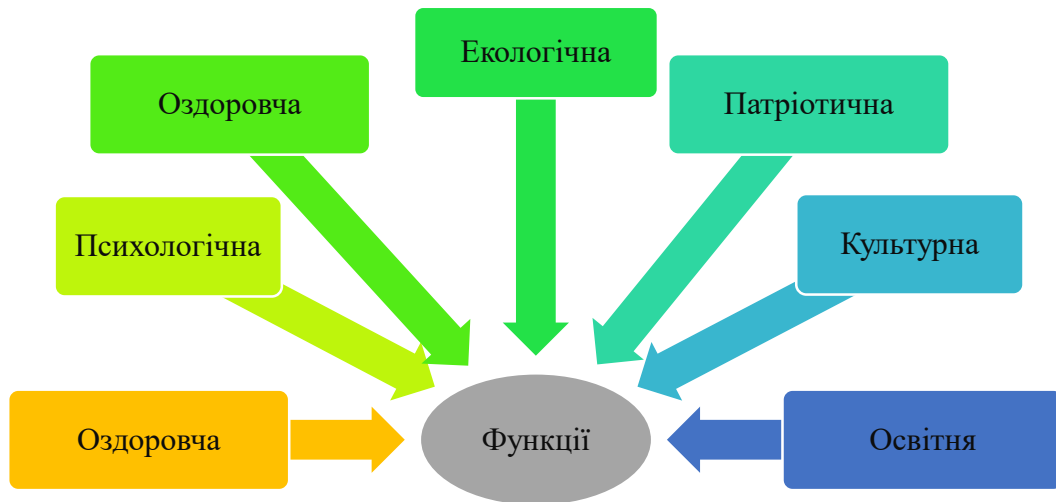 Екологічна
Оздоровча
Патріотична
Психологічна
Культурна
Оздоровча
Функції
Освітня